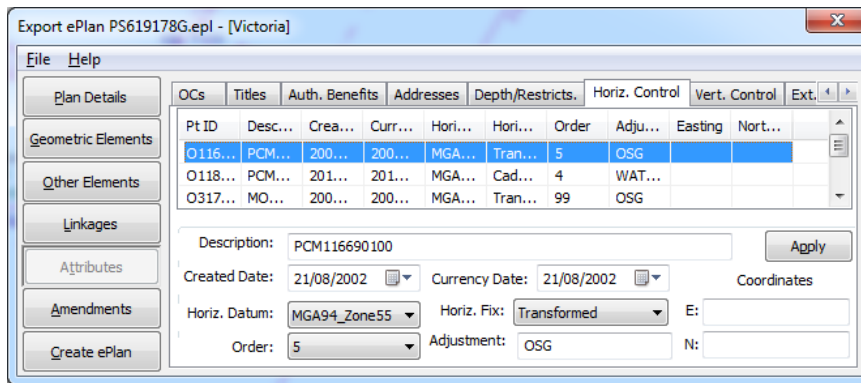 Export ePlan PS619178G.epl - [Victoria]
x
File Help
Plan Details
Geometric Elements
Other Elements
Linkages
Attributes
Amendments
Create ePlan
OCs Titles Auth. Benefits Addresses Depth/Restricts. Horiz. Control Vert. Control Ext.
Pt ID Desc... Crea... Curr... Hori... Hori... Order Adju... Easting Nort...
O116... PCM... 200... 200... MGA... Tran... 5 OSG
O118... PCM... 201... 201... MGA... Cad... 4 WAT...
O317... MO... 200... 200... MGA... Tran... 99 OSG
Description: PCM116690100 Apply
Created Date: 21/08/2002 Currency Date: 21/08/2002 Coordinates
Horiz. Datum: MGA94_Zone55 Horiz. Fix: Transformed E:
Order: 5 Adjustment: OSG N: